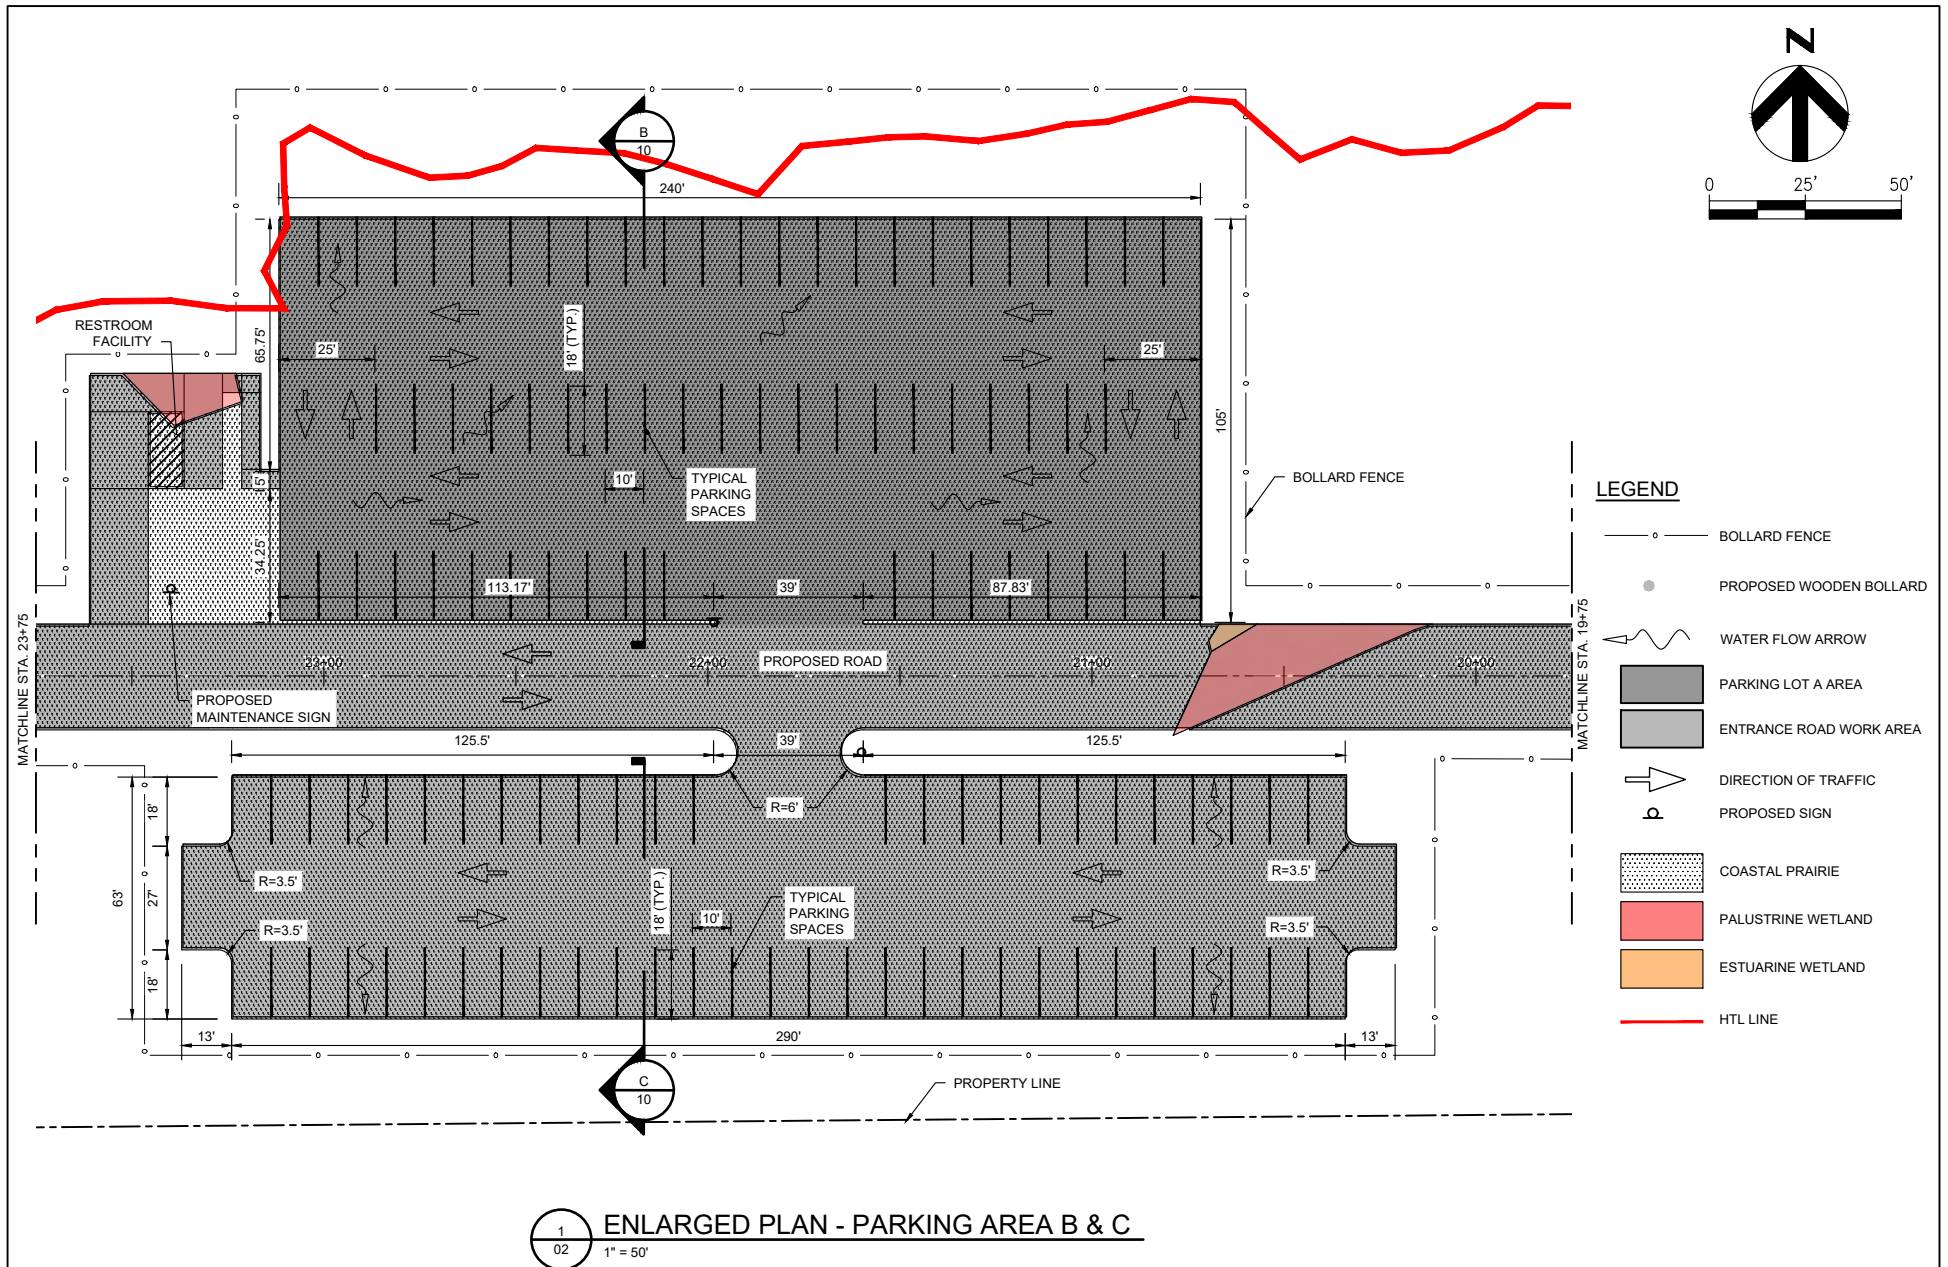 N
0 25' 50'
B
10
240'
RESTROOM
FACILITY
65.75'
25'
18' (TYP.)
25'
105'
10'
TYPICAL
PARKING
SPACES
5'
34.25'
BOLLARD FENCE
113.17'
39'
87.83'
MATCHLINE STA. 23+75
MATCHLINE STA. 19+75
23+00
22+00
PROPOSED ROAD
21+00
20+00
PROPOSED
MAINTENANCE SIGN
125.5'
39'
125.5'
R=6'
18'
63'
27'
18'
R=3.5'
R=3.5'
R=3.5'
R=3.5'
18' (TYP.)
10'
TYPICAL
PARKING
SPACES
13'
290'
13'
C
10
PROPERTY LINE
LEGEND
BOLLARD FENCE
PROPOSED WOODEN BOLLARD
WATER FLOW ARROW
PARKING LOT A AREA
ENTRANCE ROAD WORK AREA
DIRECTION OF TRAFFIC
PROPOSED SIGN
COASTAL PRAIRIE
PALUSTRINE WETLAND
ESTUARINE WETLAND
HTL LINE
1
02
ENLARGED PLAN - PARKING AREA B & C
1" = 50'